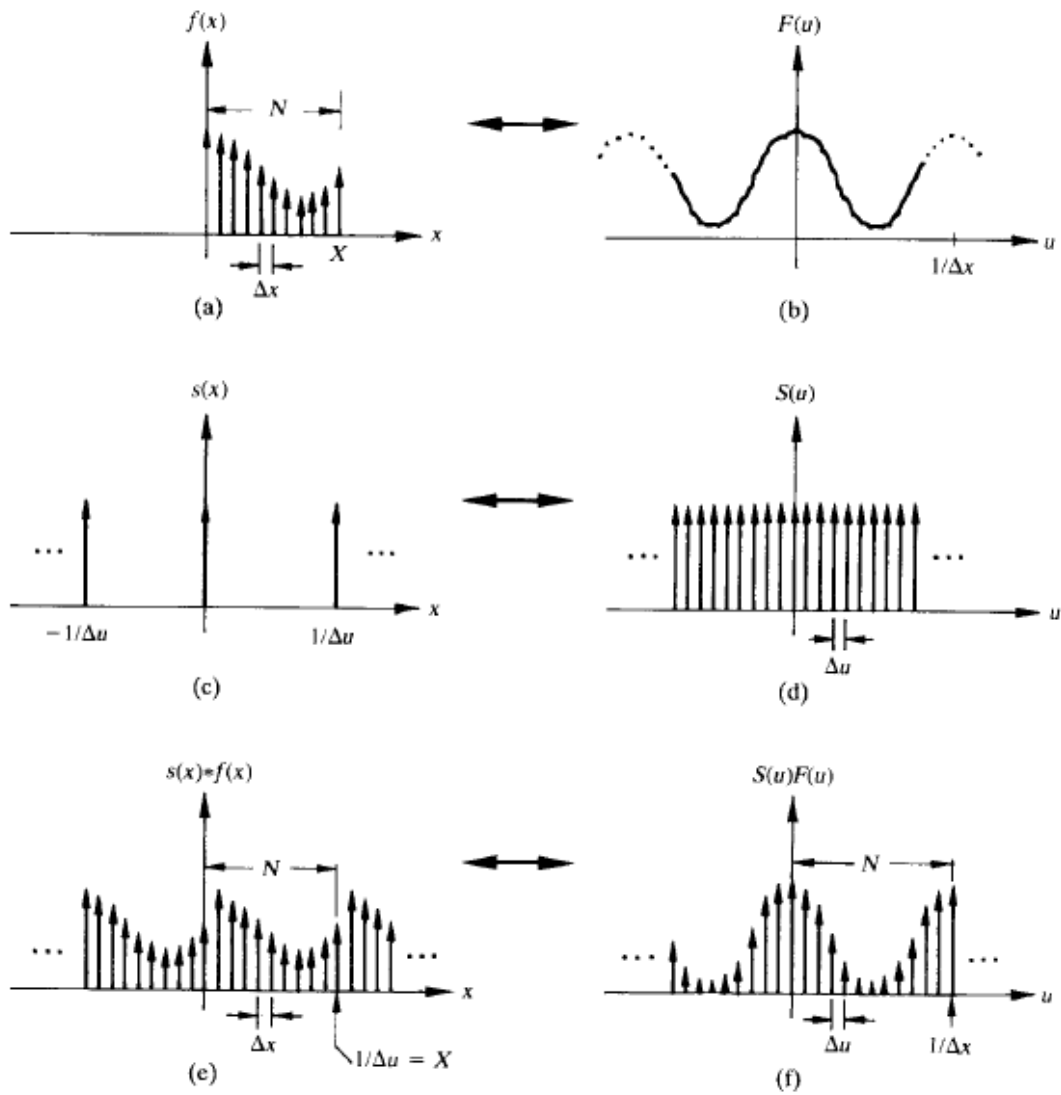 f(x)
F(u)
N
x
X
Δx
(a)
u
1/Δx
(b)
s(x)
S(u)
... ...
x
−1/Δu 1/Δu
(c)
... ...
u
Δu
(d)
s(x)*f(x)
S(u)F(u)
N
... ...
x
Δx
1/Δu = X
(e)
N
... ...
u
Δu
1/Δx
(f)